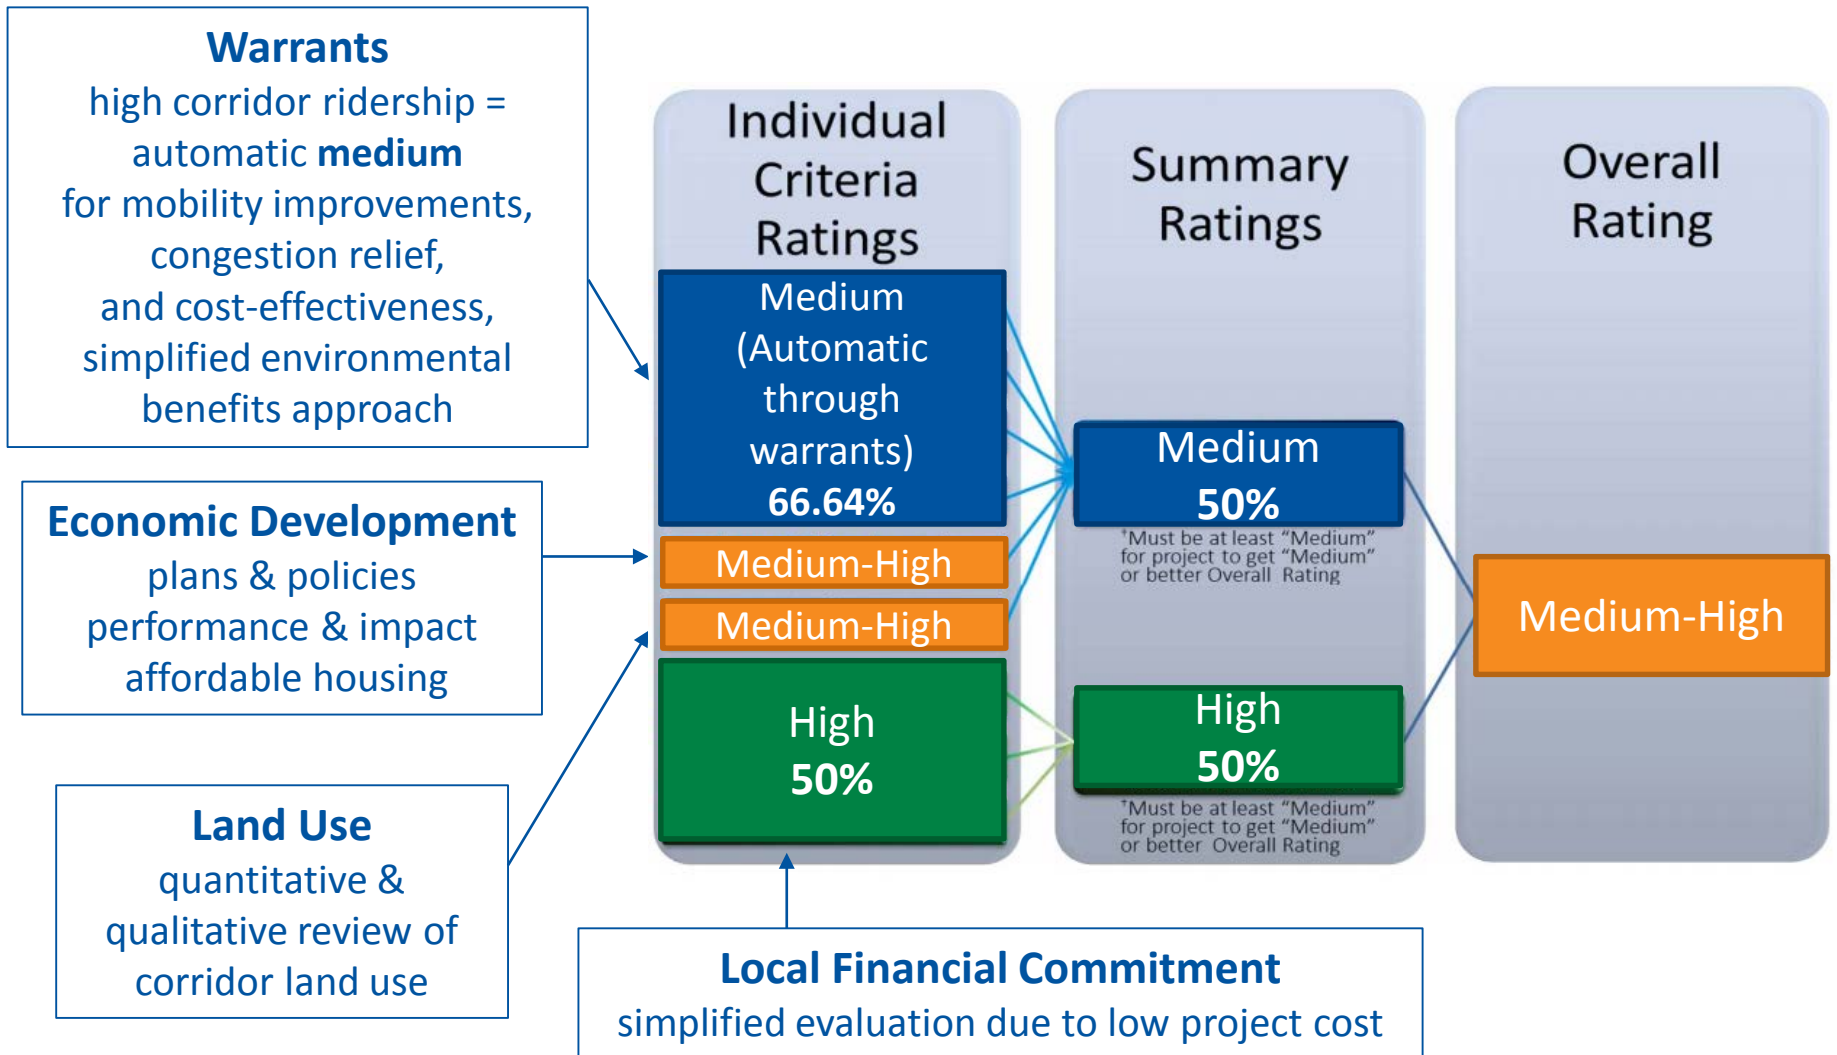 Warrants
high corridor ridership =
automatic medium
for mobility improvements,
congestion relief,
and cost-effectiveness,
simplified environmental
benefits approach
Economic Development
plans & policies
performance & impact
affordable housing
Land Use
quantitative &
qualitative review of
corridor land use
Individual
Criteria
Ratings
Medium
(Automatic
through
warrants)
66.64%
Medium-High
Medium-High
High
50%
Summary
Ratings
Medium
50%
†Must be at least “Medium”
for project to get “Medium”
or better Overall Rating
High
50%
†Must be at least “Medium”
for project to get “Medium”
or better Overall Rating
Overall
Rating
Medium-High
Local Financial Commitment
simplified evaluation due to low project cost